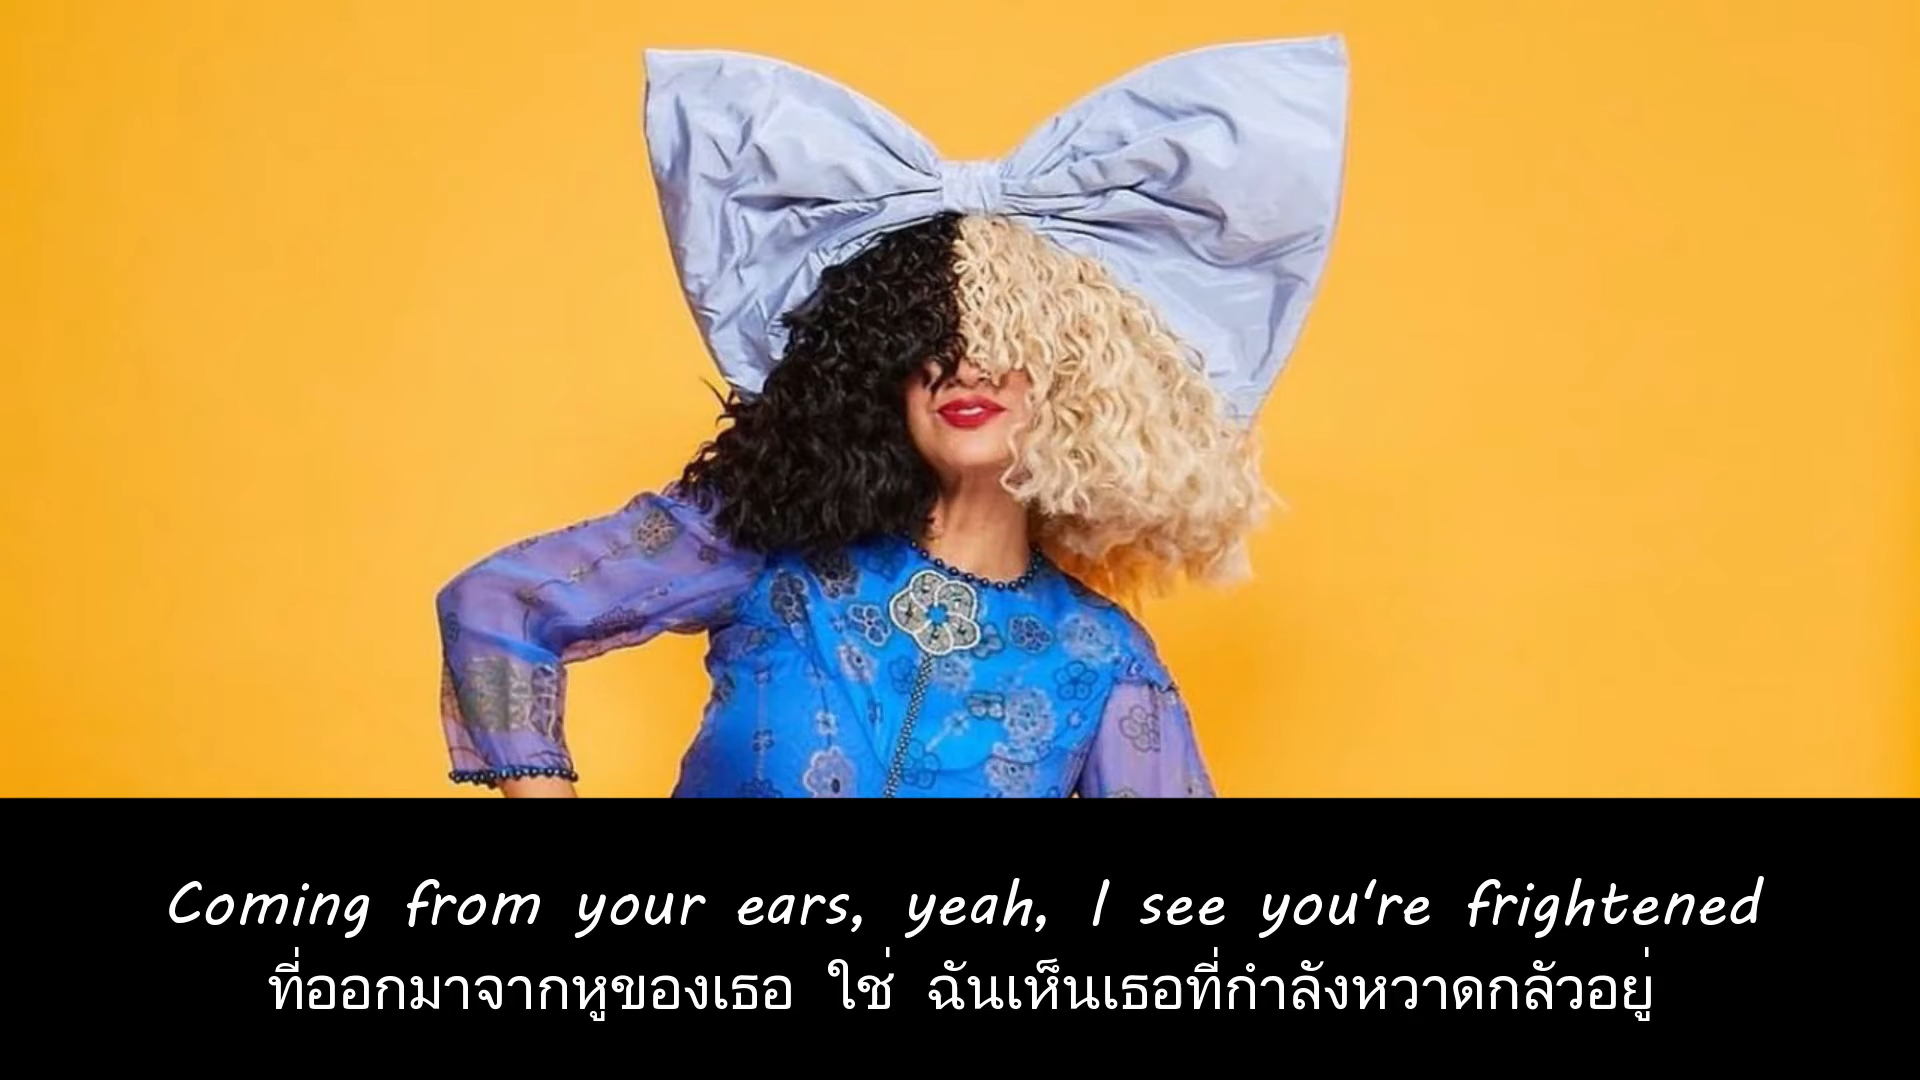 Coming from your ears, yeah, I see you're frightened
ที่ออกมาจากหูของเธอ ใช่ ฉันเห็นเธอที่กำลังหวาดกลัวอยู่